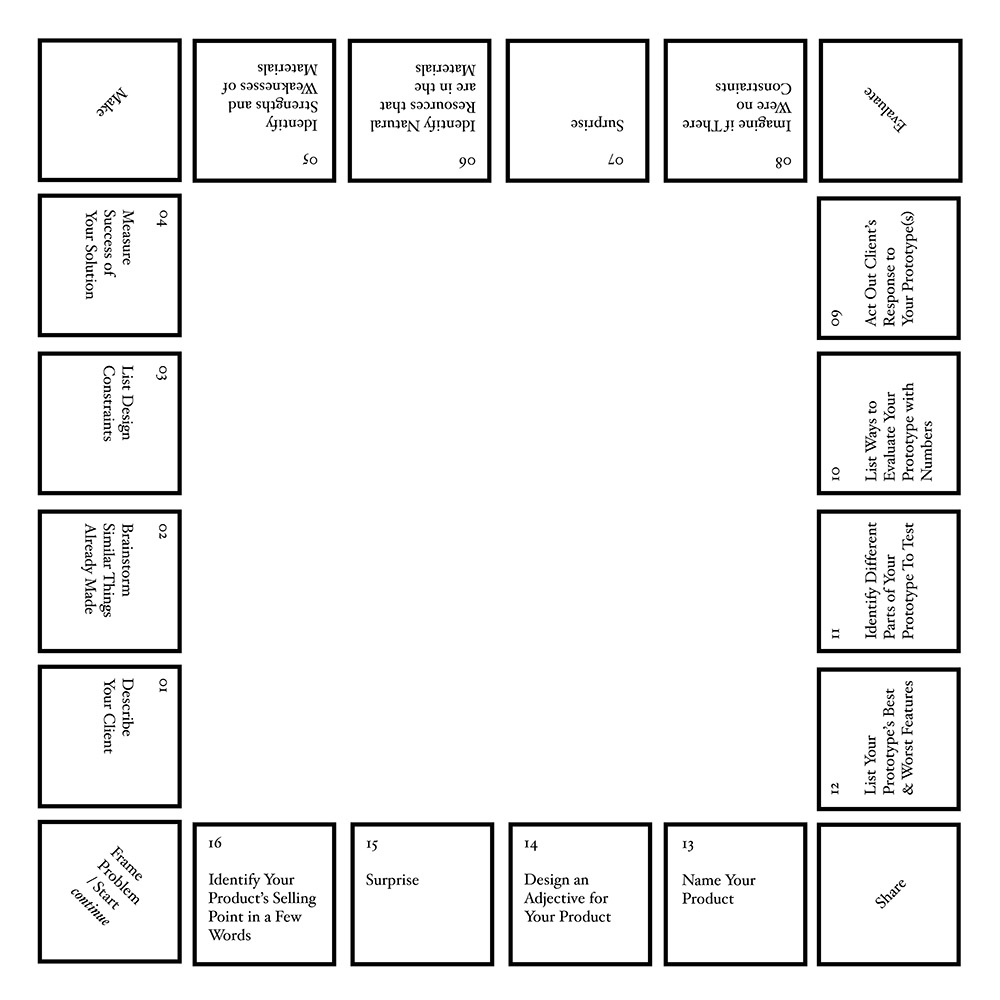 Frame
Problem
/ Start
continue
01
Describe
Your Client
02
Brainstorm
Similar Things
Already Made
03
List Design
Constraints
04
Measure
Success of
Your Solution
Make
05
Identify
Strengths and
Weaknesses of
Materials
06
Identify Natural
Resources that
are in the
Materials
07
Surprise
08
Imagine if There
Were no
Constraints
Evaluate
09
Act Out Client's
Response to
Your Prototype(s)
10
List Ways to
Evaluate Your
Prototype with
Numbers
11
Identify Different
Parts of Your
Prototype To Test
12
List Your
Prototype's Best
& Worst Features
Share
13
Name Your
Product
14
Design an
Adjective for
Your Product
15
Surprise
16
Identify Your
Product's Selling
Point in a Few
Words